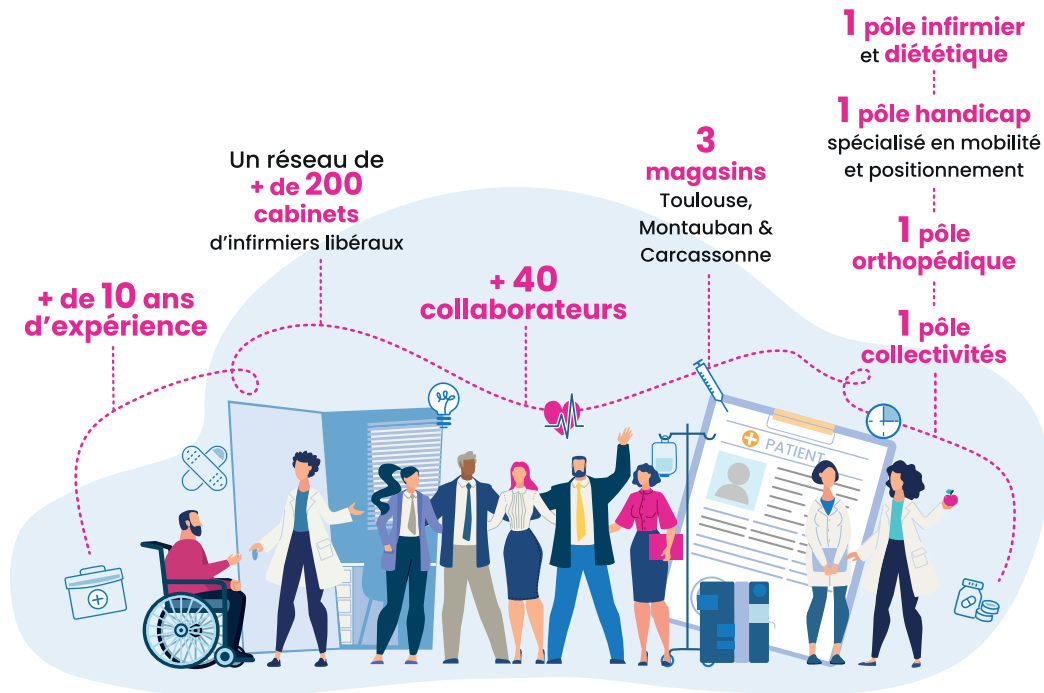 + de 10 ans
d'expérience
Un réseau de
+ de 200
cabinets
d'infirmiers libéraux
+ 40
collaborateurs
3
magasins
Toulouse,
Montauban &
Carcassonne
1 pôle infirmier
et diététique
1 pôle handicap
spécialisé en mobilité
et positionnement
1 pôle
orthopédique
1 pôle
collectivités
PATIENT